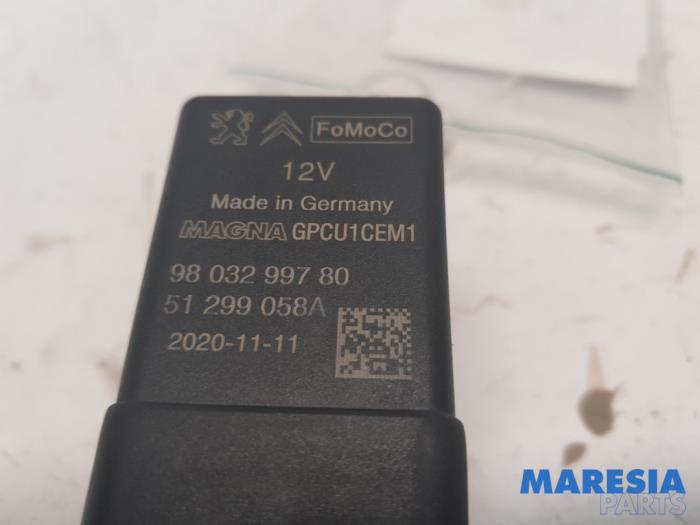 FoMoCo
12V
Made in Germany
MAGNA GPCU1CEM1
98 032 997 80
51 299 058A
2020-11-11
MARESIA
PARTS